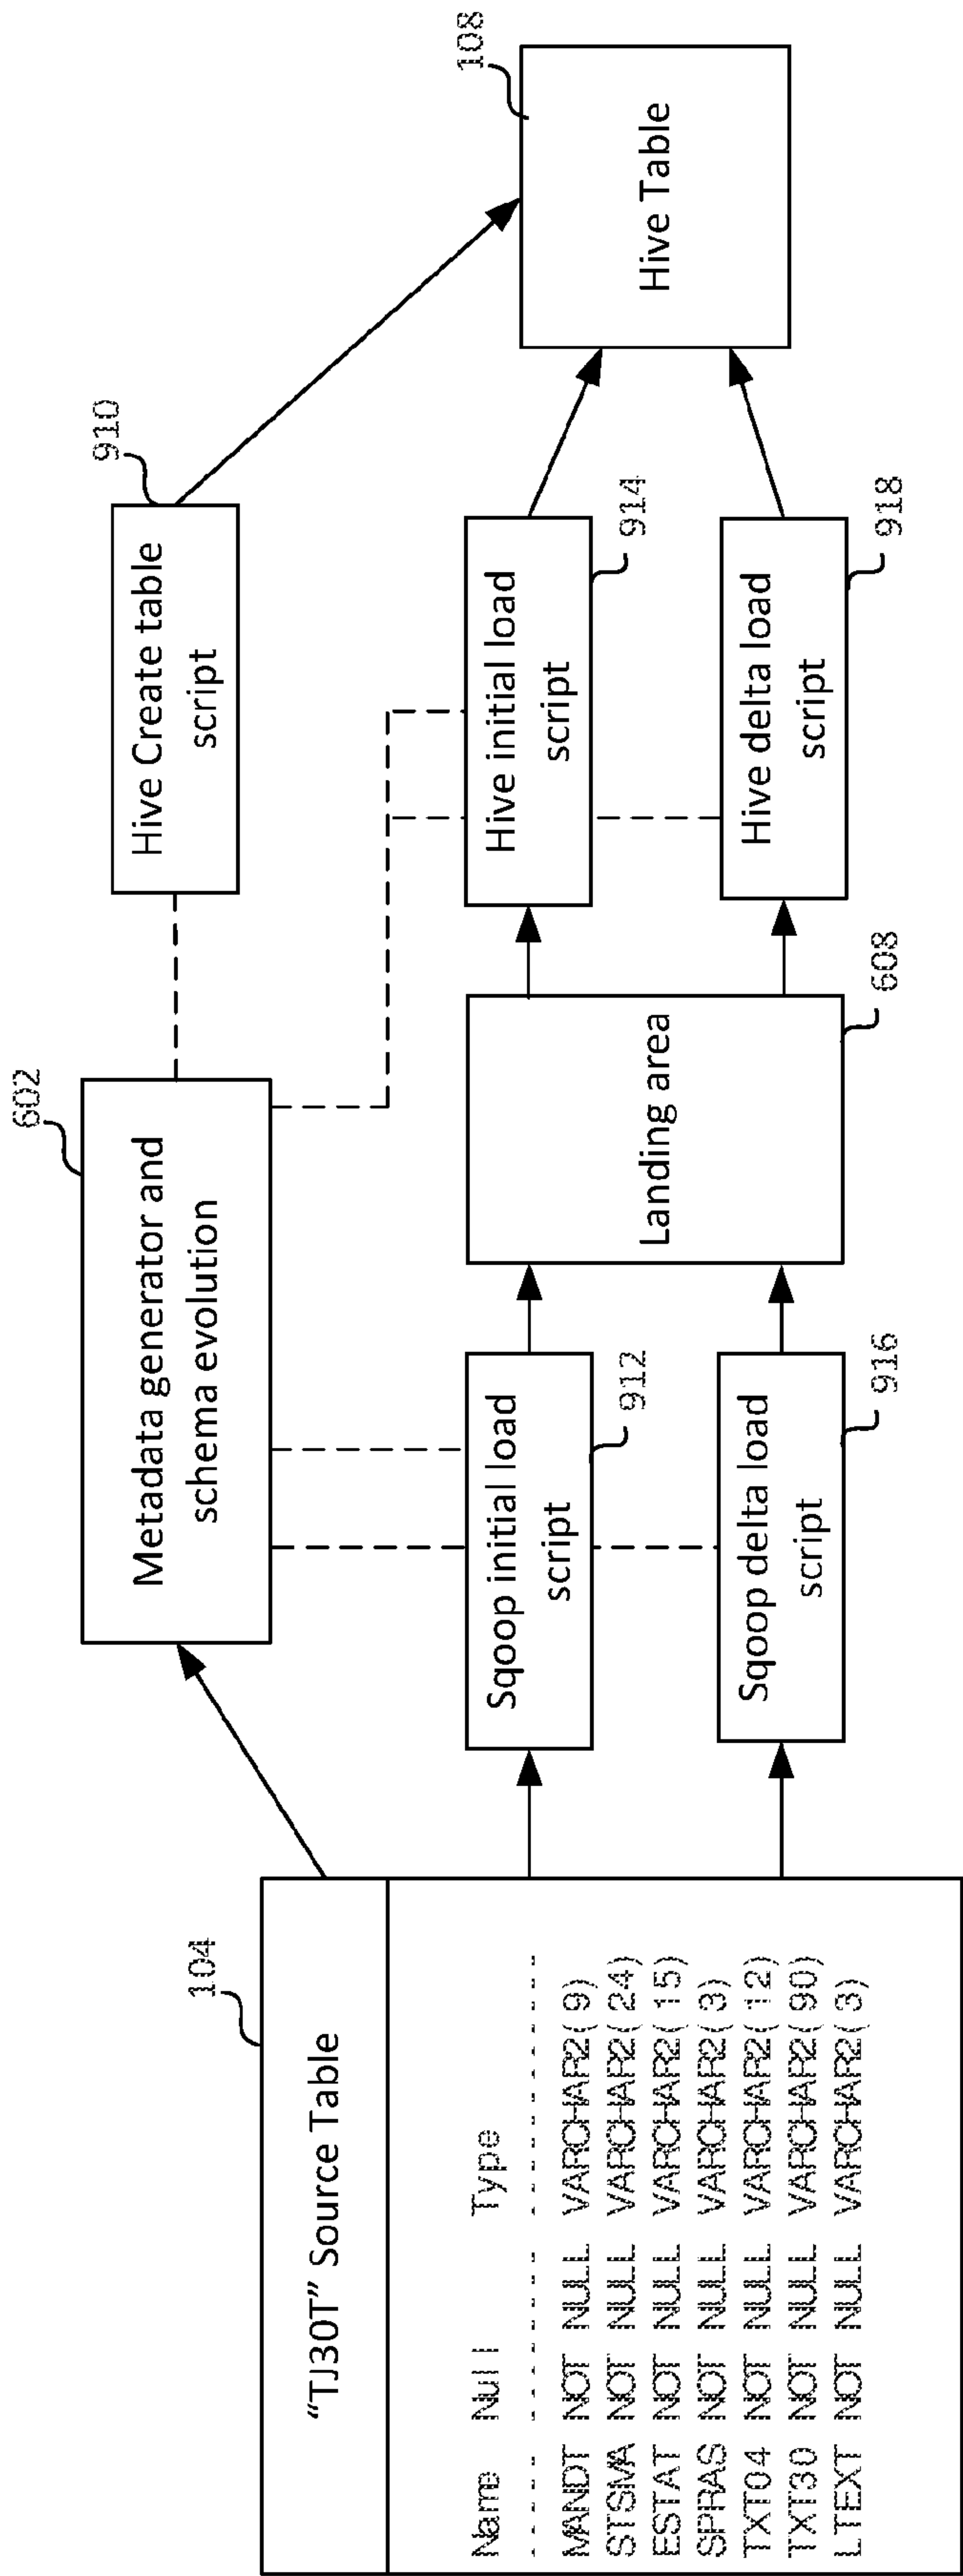 104
"TJ30T" Source Table
Name Null Type
MANDT NOT NULL VARCHAR2(9)
STSMA NOT NULL VARCHAR2(24)
ESTAT NOT NULL VARCHAR2(15)
SPRAS NOT NULL VARCHAR2(3)
TXT04 NOT NULL VARCHAR2(12)
TXT30 NOT NULL VARCHAR2(90)
LTEXT NOT NULL VARCHAR2(3)
602
Metadata generator and
schema evolution
910
Hive Create table
script
Sqoop initial load
script
912
Sqoop delta load
script
916
Landing area
608
Hive initial load
script
914
Hive delta load
script
918
108
Hive Table